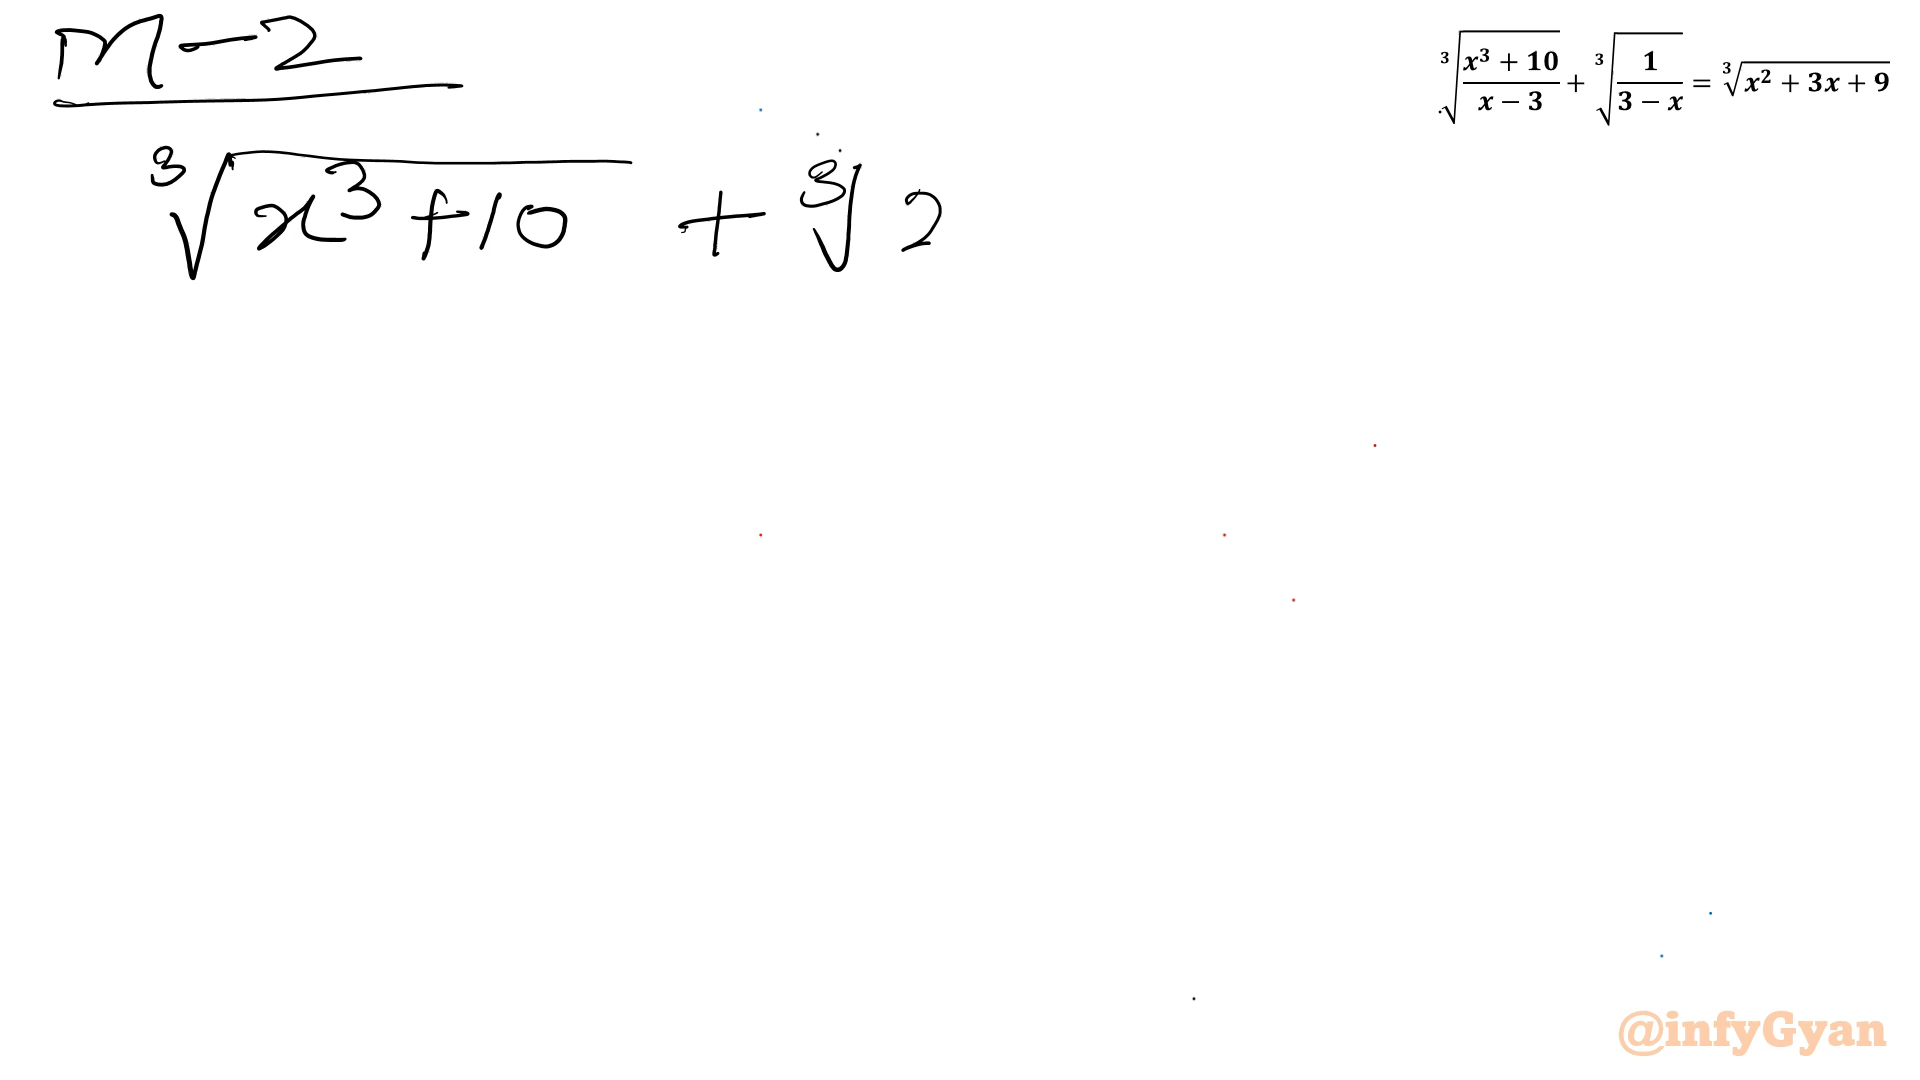 m-2
∛((x³ + 10)/(x − 3)) + ∛(1/(3 − x)) = ∛(x² + 3x + 9)
∛(x³+10) + ∛2
@infyGyan